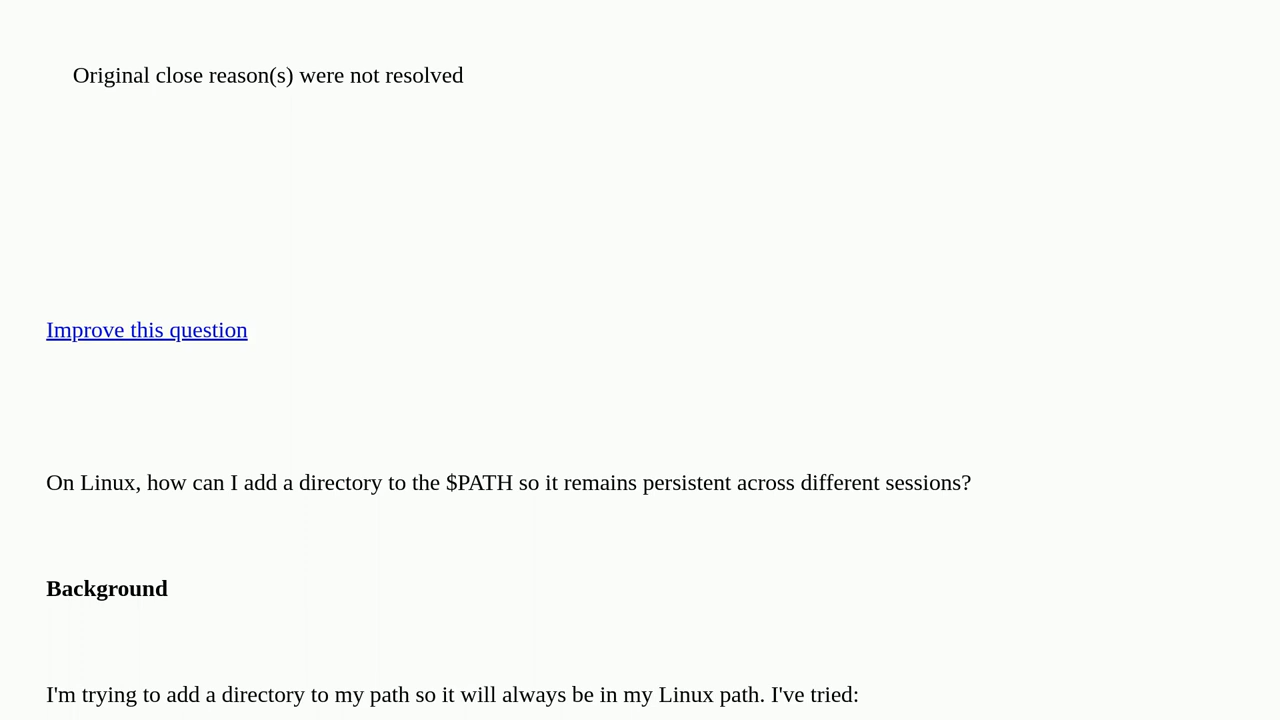 Original close reason(s) were not resolved
Improve this question
On Linux, how can I add a directory to the $PATH so it remains persistent across different sessions?
Background
I'm trying to add a directory to my path so it will always be in my Linux path. I've tried: